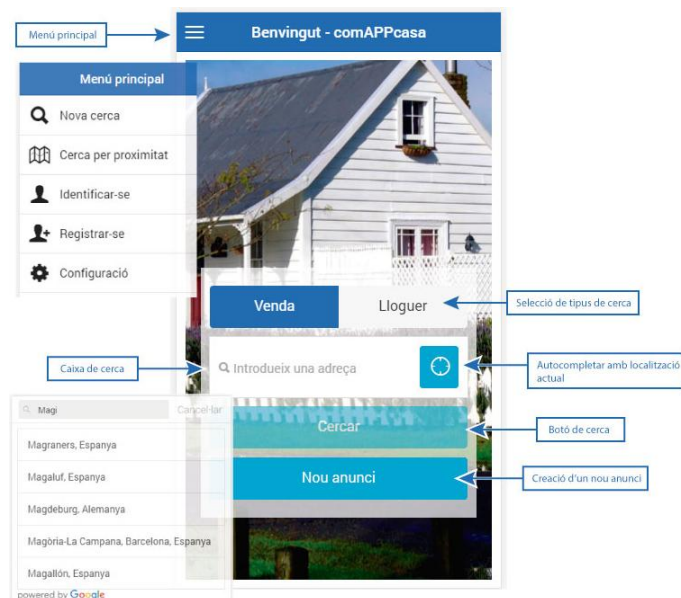 Menú principal
Benvingut - comAPPcasa
Menú principal
Nova cerca
Cerca per proximitat
Identificar-se
Registrar-se
Configuració
Venda
Lloguer
Selecció de tipus de cerca
Caixa de cerca
Introdueix una adreça
Autocompletar amb localització
actual
Cercar
Botó de cerca
Nou anunci
Creació d'un nou anunci
Magi
Cancel·lar
Magraners, Espanya
Magaluf, Espanya
Magdeburg, Alemanya
Magòria-La Campana, Barcelona, Espanya
Magallón, Espanya
powered by Google